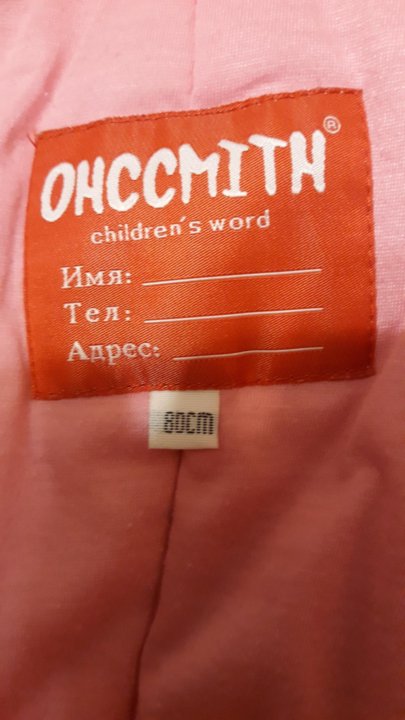 OHCCMITH®
children's word
Имя:
Тел:
Адрес:
80cm